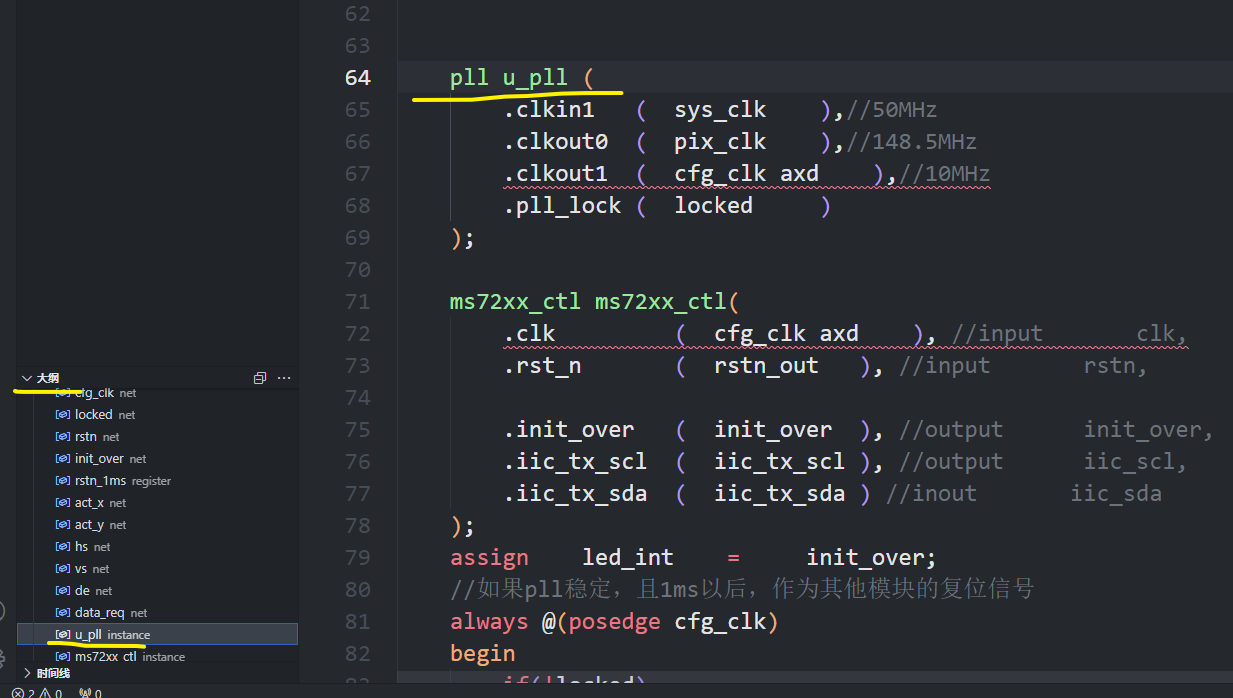 62
63
64 pll u_pll (
65 .clkin1 ( sys_clk ),//50MHz
66 .clkout0 ( pix_clk ),//148.5MHz
67 .clkout1 ( cfg_clk axd ),//10MHz
68 .pll_lock ( locked )
69 );
70
71 ms72xx_ctl ms72xx_ctl(
72 .clk ( cfg_clk axd ), //input clk,
73 .rst_n ( rstn_out ), //input rstn,
74
75 .init_over ( init_over ), //output init_over,
76 .iic_tx_scl ( iic_tx_scl ), //output iic_scl,
77 .iic_tx_sda ( iic_tx_sda ) //inout iic_sda
78 );
79 assign led_int = init_over;
80 //如果pll稳定，且1ms以后，作为其他模块的复位信号
81 always @(posedge cfg_clk)
82 begin
83 if(!locked)
大纲
cfg_clk net
locked net
rstn net
init_over net
rstn_1ms register
act_x net
act_y net
hs net
vs net
de net
data_req net
u_pll instance
ms72xx_ctl instance
时间线
2 0 0